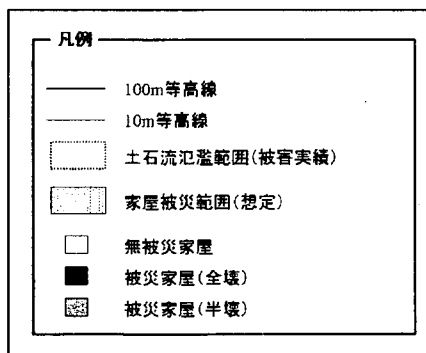 凡例
100m等高線
10m等高線
土石流氾濫範囲(被害実績)
家屋被災範囲(想定)
無被災家屋
被災家屋(全壊)
被災家屋(半壊)